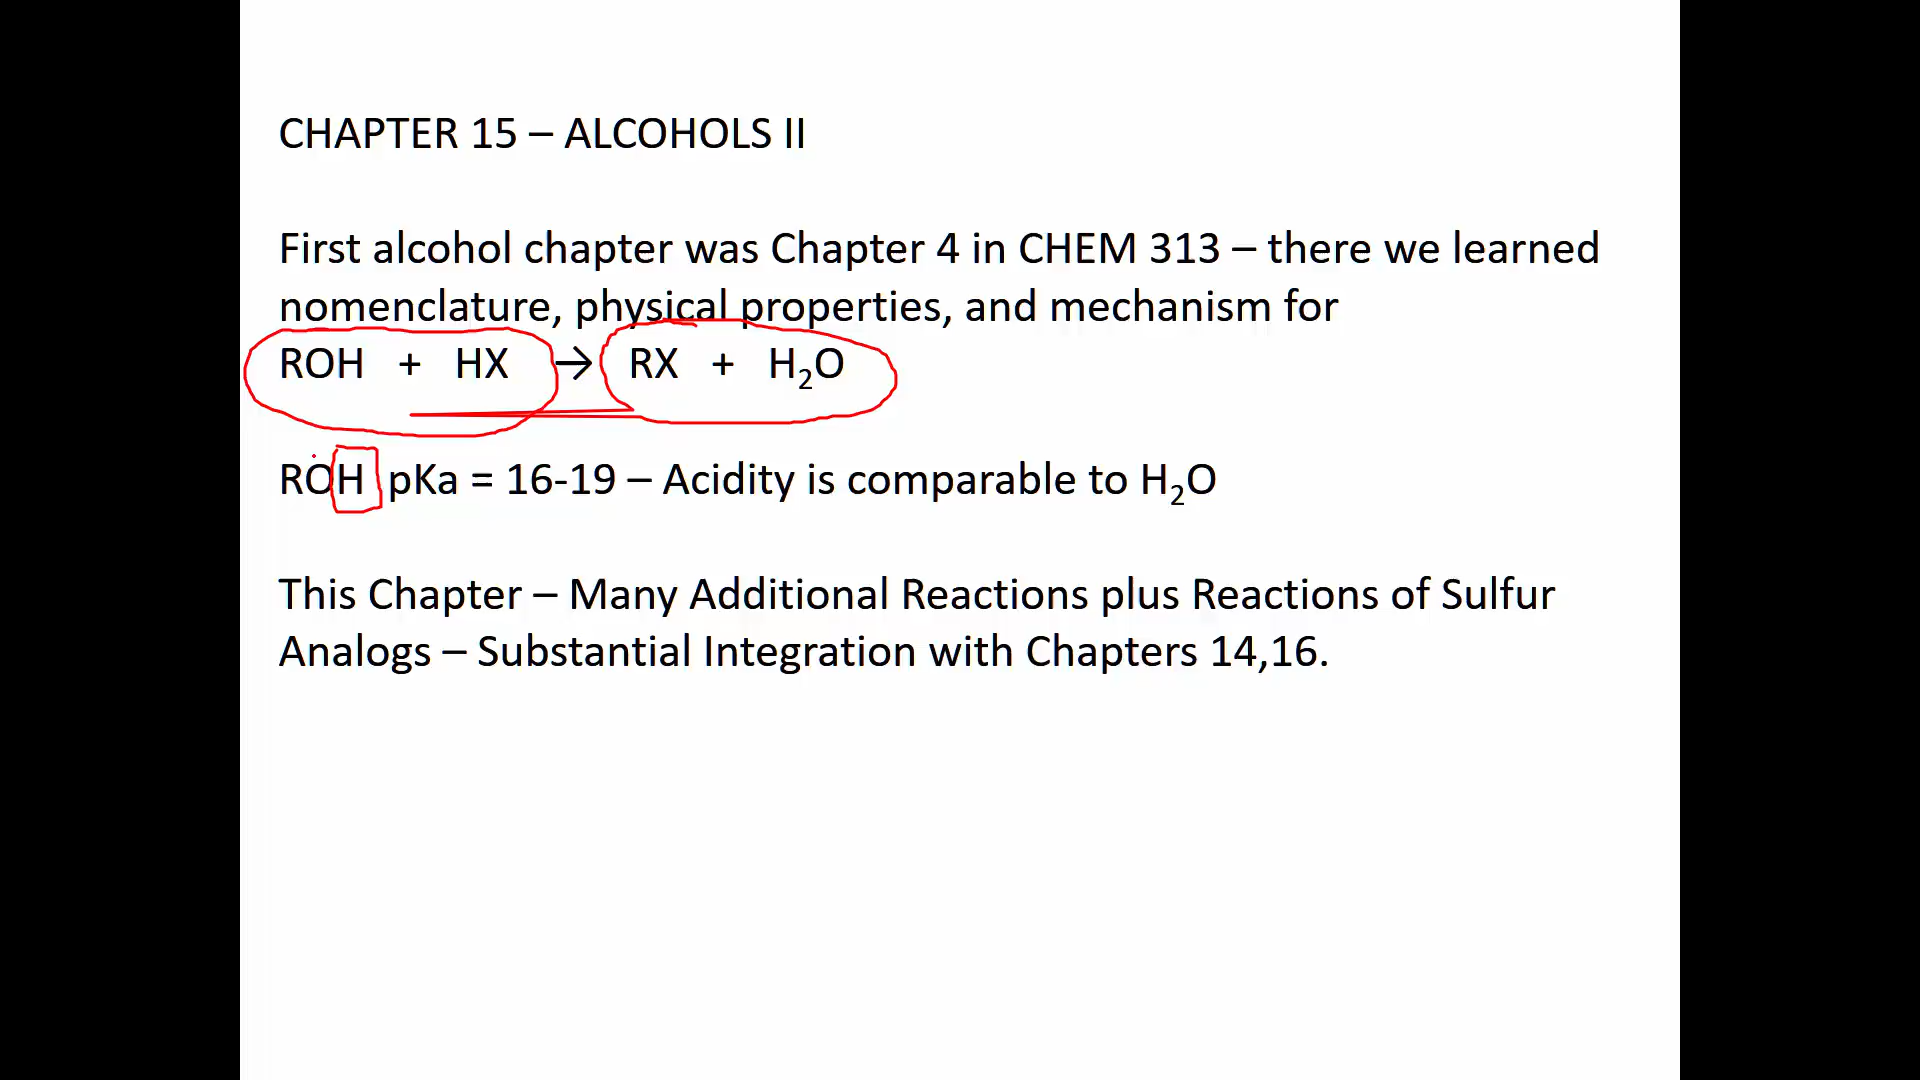 CHAPTER 15 – ALCOHOLS II
First alcohol chapter was Chapter 4 in CHEM 313 – there we learned
nomenclature, physical properties, and mechanism for
ROH + HX → RX + H₂O
ROH pKa = 16-19 – Acidity is comparable to H₂O
This Chapter – Many Additional Reactions plus Reactions of Sulfur
Analogs – Substantial Integration with Chapters 14,16.